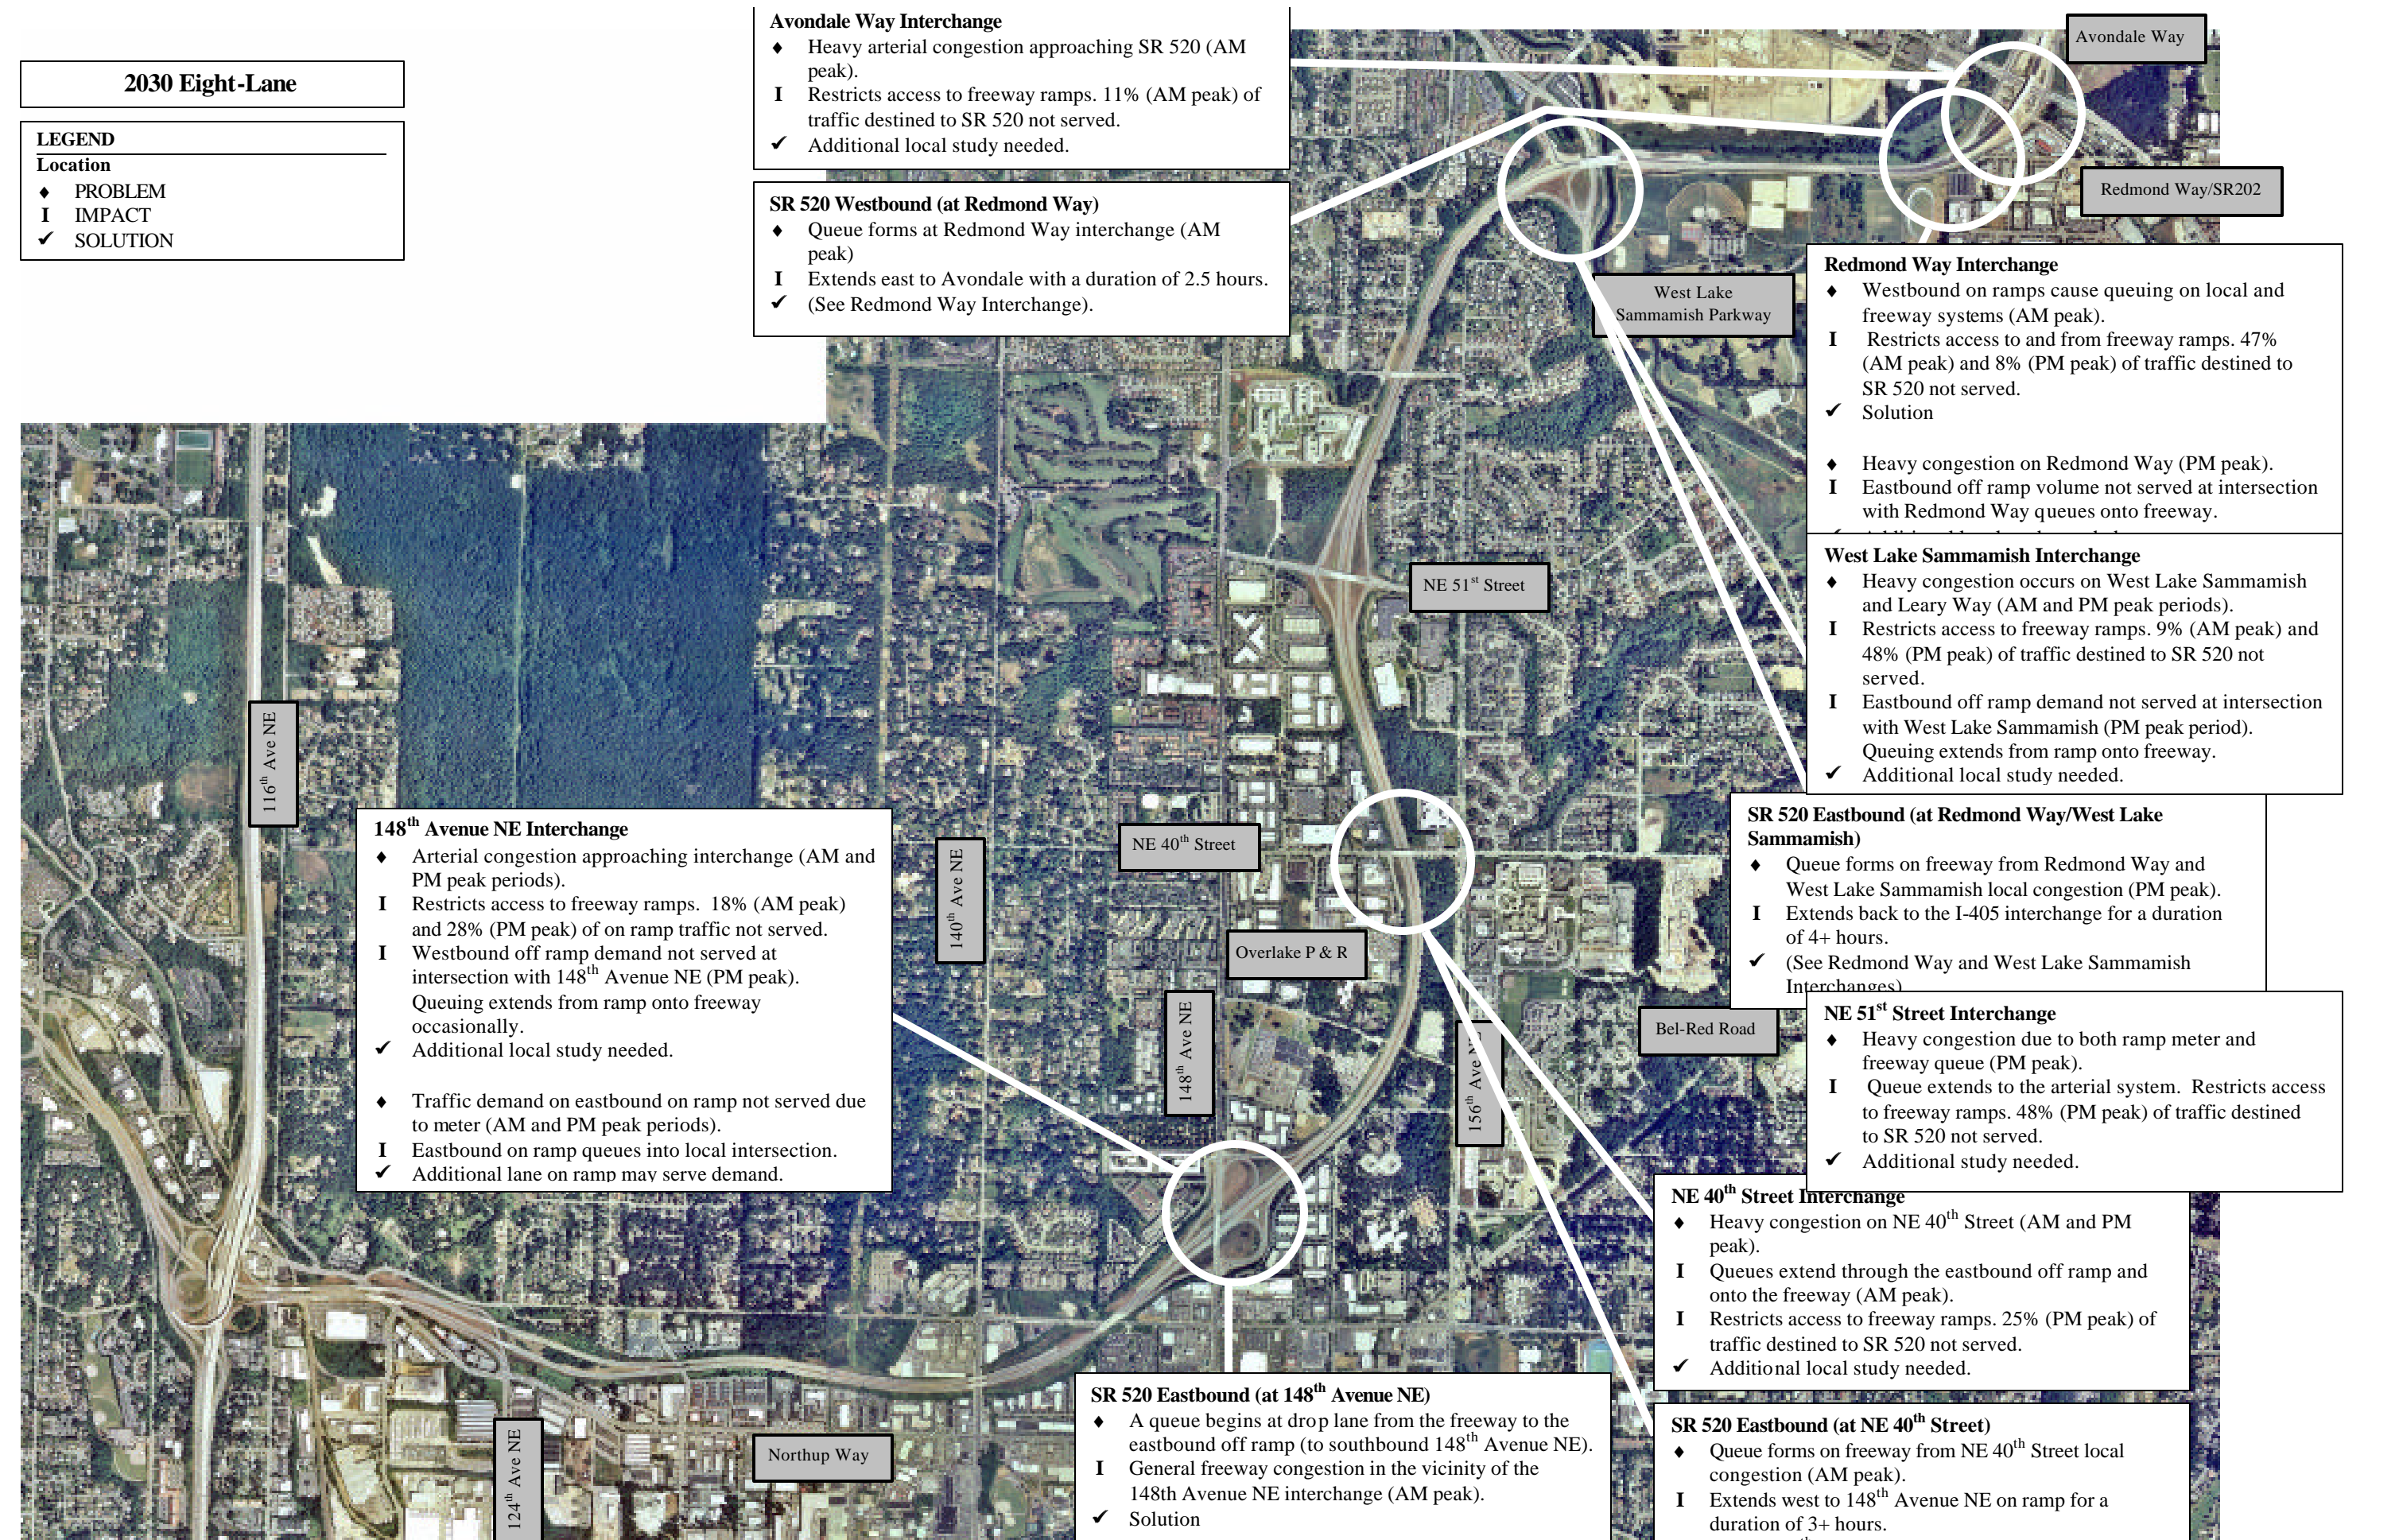 2030 Eight-Lane
LEGEND
Location
♦ PROBLEM
I IMPACT
✔ SOLUTION
Avondale Way Interchange
♦ Heavy arterial congestion approaching SR 520 (AM
peak).
I Restricts access to freeway ramps. 11% (AM peak) of
traffic destined to SR 520 not served.
✔ Additional local study needed.
SR 520 Westbound (at Redmond Way)
♦ Queue forms at Redmond Way interchange (AM
peak)
I Extends east to Avondale with a duration of 2.5 hours.
✔ (See Redmond Way Interchange).
Avondale Way
Redmond Way/SR202
West Lake
Sammamish Parkway
Redmond Way Interchange
♦ Westbound on ramps cause queuing on local and
freeway systems (AM peak).
I Restricts access to and from freeway ramps. 47%
(AM peak) and 8% (PM peak) of traffic destined to
SR 520 not served.
✔ Solution
♦ Heavy congestion on Redmond Way (PM peak).
I Eastbound off ramp volume not served at intersection
with Redmond Way queues onto freeway.
West Lake Sammamish Interchange
♦ Heavy congestion occurs on West Lake Sammamish
and Leary Way (AM and PM peak periods).
I Restricts access to freeway ramps. 9% (AM peak) and
48% (PM peak) of traffic destined to SR 520 not
served.
I Eastbound off ramp demand not served at intersection
with West Lake Sammamish (PM peak period).
Queuing extends from ramp onto freeway.
✔ Additional local study needed.
NE 51st Street
116th Ave NE
148th Avenue NE Interchange
♦ Arterial congestion approaching interchange (AM and
PM peak periods).
I Restricts access to freeway ramps. 18% (AM peak)
and 28% (PM peak) of on ramp traffic not served.
I Westbound off ramp demand not served at
intersection with 148th Avenue NE (PM peak).
Queuing extends from ramp onto freeway
occasionally.
✔ Additional local study needed.
♦ Traffic demand on eastbound on ramp not served due
to meter (AM and PM peak periods).
I Eastbound on ramp queues into local intersection.
✔ Additional lane on ramp may serve demand.
140th Ave NE
NE 40th Street
Overlake P & R
148th Ave NE
156th Ave NE
Bel-Red Road
SR 520 Eastbound (at Redmond Way/West Lake
Sammamish)
♦ Queue forms on freeway from Redmond Way and
West Lake Sammamish local congestion (PM peak).
I Extends back to the I-405 interchange for a duration
of 4+ hours.
✔ (See Redmond Way and West Lake Sammamish
Interchanges)
NE 51st Street Interchange
♦ Heavy congestion due to both ramp meter and
freeway queue (PM peak).
I Queue extends to the arterial system. Restricts access
to freeway ramps. 48% (PM peak) of traffic destined
to SR 520 not served.
✔ Additional study needed.
NE 40th Street Interchange
♦ Heavy congestion on NE 40th Street (AM and PM
peak).
I Queues extend through the eastbound off ramp and
onto the freeway (AM peak).
I Restricts access to freeway ramps. 25% (PM peak) of
traffic destined to SR 520 not served.
✔ Additional local study needed.
SR 520 Eastbound (at 148th Avenue NE)
♦ A queue begins at drop lane from the freeway to the
eastbound off ramp (to southbound 148th Avenue NE).
I General freeway congestion in the vicinity of the
148th Avenue NE interchange (AM peak).
✔ Solution
SR 520 Eastbound (at NE 40th Street)
♦ Queue forms on freeway from NE 40th Street local
congestion (AM peak).
I Extends west to 148th Avenue NE on ramp for a
duration of 3+ hours.
124th Ave NE
Northup Way